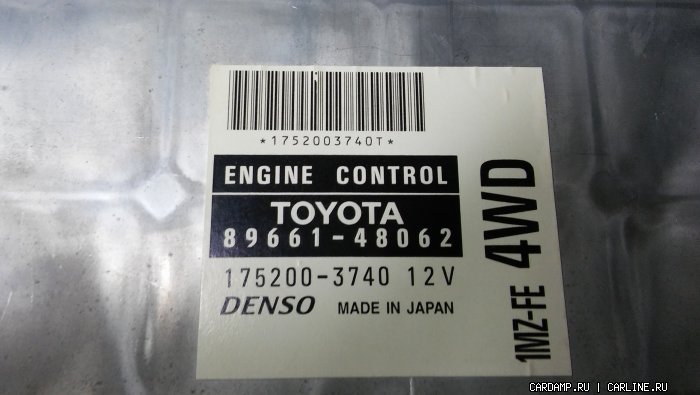 *1752003740T*
ENGINE CONTROL
TOYOTA
89661-48062
175200-3740 12V
DENSO MADE IN JAPAN
1MZ-FE 4WD
CARDAMP.RU | CARLINE.RU